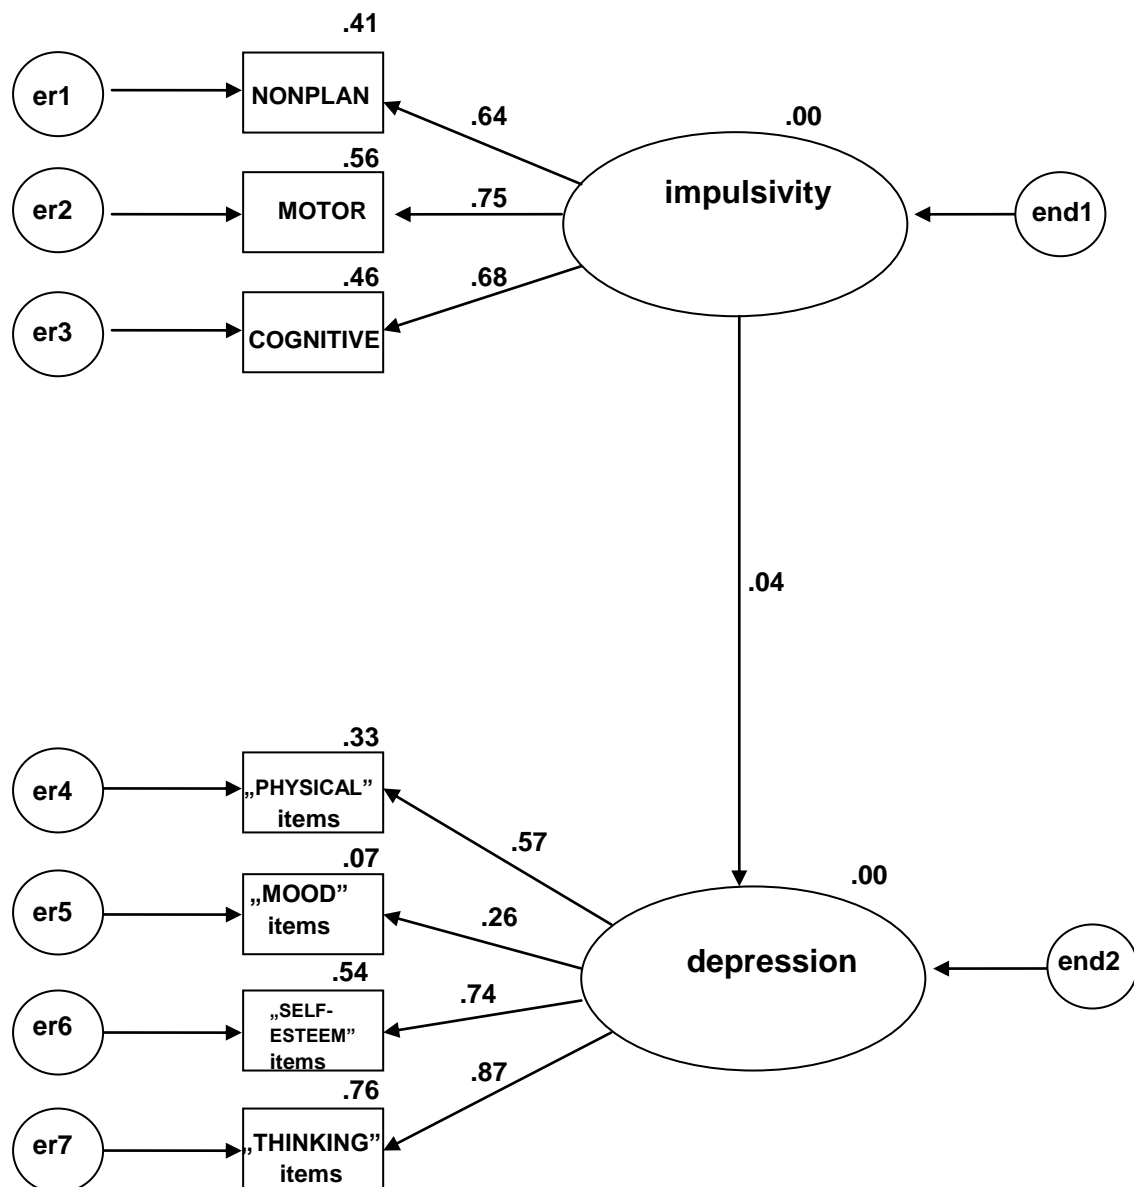 .41
er1
NONPLAN
.64
.00
.56
er2
MOTOR
.75
impulsivity
end1
.46
er3
COGNITIVE
.68
.04
.33
er4
„PHYSICAL”
items
.57
.07
er5
„MOOD”
items
.26
.00
depression
end2
.54
er6
„SELF-
ESTEEM”
items
.74
.76
er7
„THINKING”
items
.87